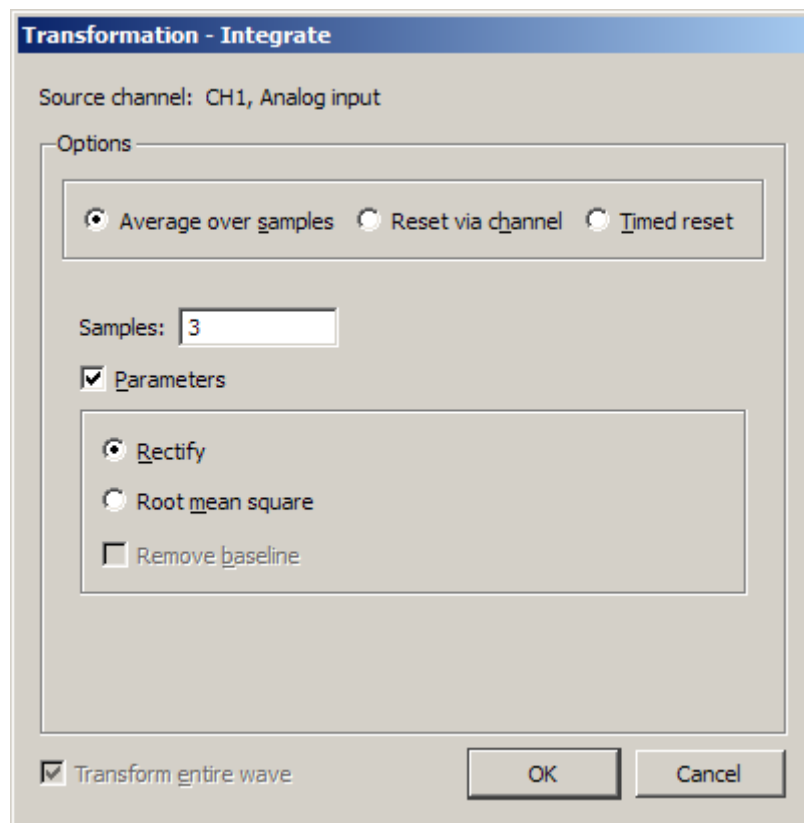 Transformation - Integrate
Source channel: CH1, Analog input
Options
Average over samples Reset via channel Timed reset
Samples: 3
Parameters
Rectify
Root mean square
Remove baseline
Transform entire wave OK Cancel